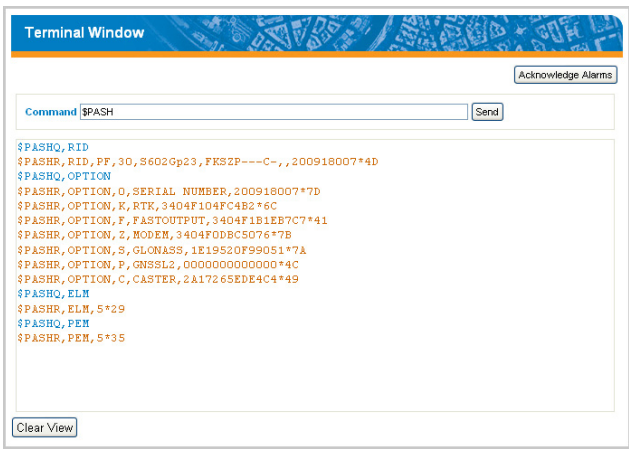 Terminal Window
Acknowledge Alarms
Command $PASH Send
$PASHQ,RID
$PASHR,RID,PF,30,S602Gp23,FKSZP---C-,,200918007*4D
$PASHQ,OPTION
$PASHR,OPTION,0,SERIAL NUMBER,200918007*7D
$PASHR,OPTION,K,RTK,3404F104FC4B2*6C
$PASHR,OPTION,F,FASTOUTPUT,3404F1B1EB7C7*41
$PASHR,OPTION,Z,MODEM,3404F0DBC5076*7B
$PASHR,OPTION,S,GLONASS,1E19520F99051*7A
$PASHR,OPTION,P,GNSSL2,0000000000000*4C
$PASHR,OPTION,C,CASTER,2A17265EDE4C4*49
$PASHQ,ELM
$PASHR,ELM,5*29
$PASHQ,PEM
$PASHR,PEM,5*35
Clear View